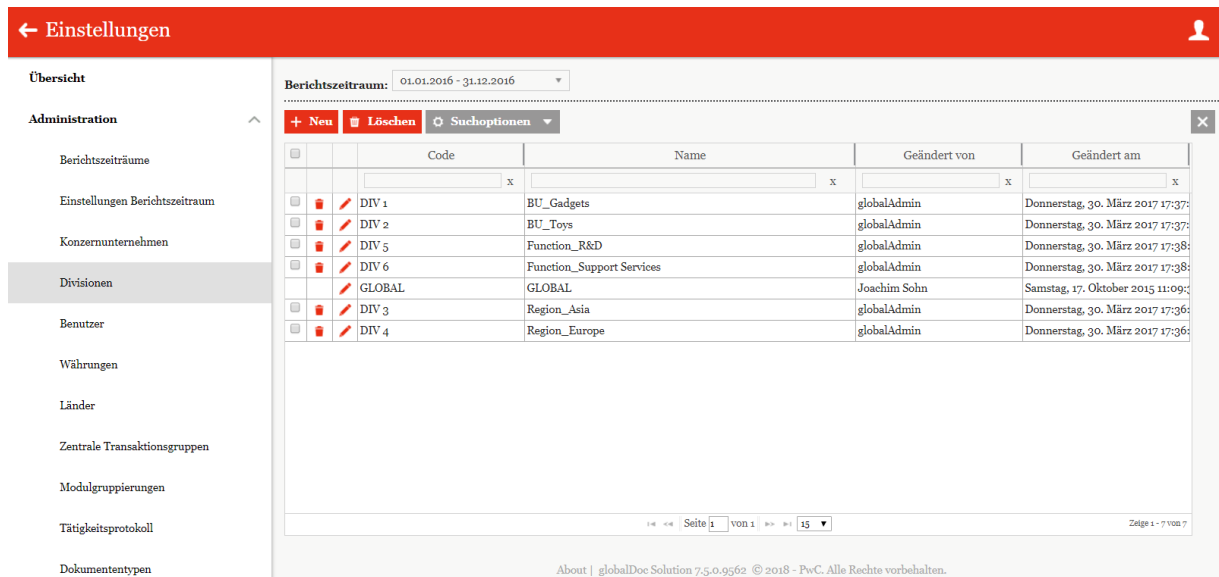 Einstellungen
Übersicht
Administration
Berichtszeiträume
Einstellungen Berichtszeitraum
Konzernunternehmen
Divisionen
Benutzer
Währungen
Länder
Zentrale Transaktionsgruppen
Modulgruppierungen
Tätigkeitsprotokoll
Dokumententypen
Berichtszeitraum: 01.01.2016 - 31.12.2016
Neu Löschen Suchoptionen
Code Name Geändert von Geändert am
x x x x
DIV 1 BU_Gadgets globalAdmin Donnerstag, 30. März 2017 17:37:
DIV 2 BU_Toys globalAdmin Donnerstag, 30. März 2017 17:37:
DIV 5 Function_R&D globalAdmin Donnerstag, 30. März 2017 17:38:
DIV 6 Function_Support Services globalAdmin Donnerstag, 30. März 2017 17:38:
GLOBAL GLOBAL Joachim Sohn Samstag, 17. Oktober 2015 11:09:
DIV 3 Region_Asia globalAdmin Donnerstag, 30. März 2017 17:36:
DIV 4 Region_Europe globalAdmin Donnerstag, 30. März 2017 17:36:
Seite 1 von 1 15 Zeige 1 - 7 von 7
About | globalDoc Solution 7.5.0.9562 © 2018 - PwC. Alle Rechte vorbehalten.